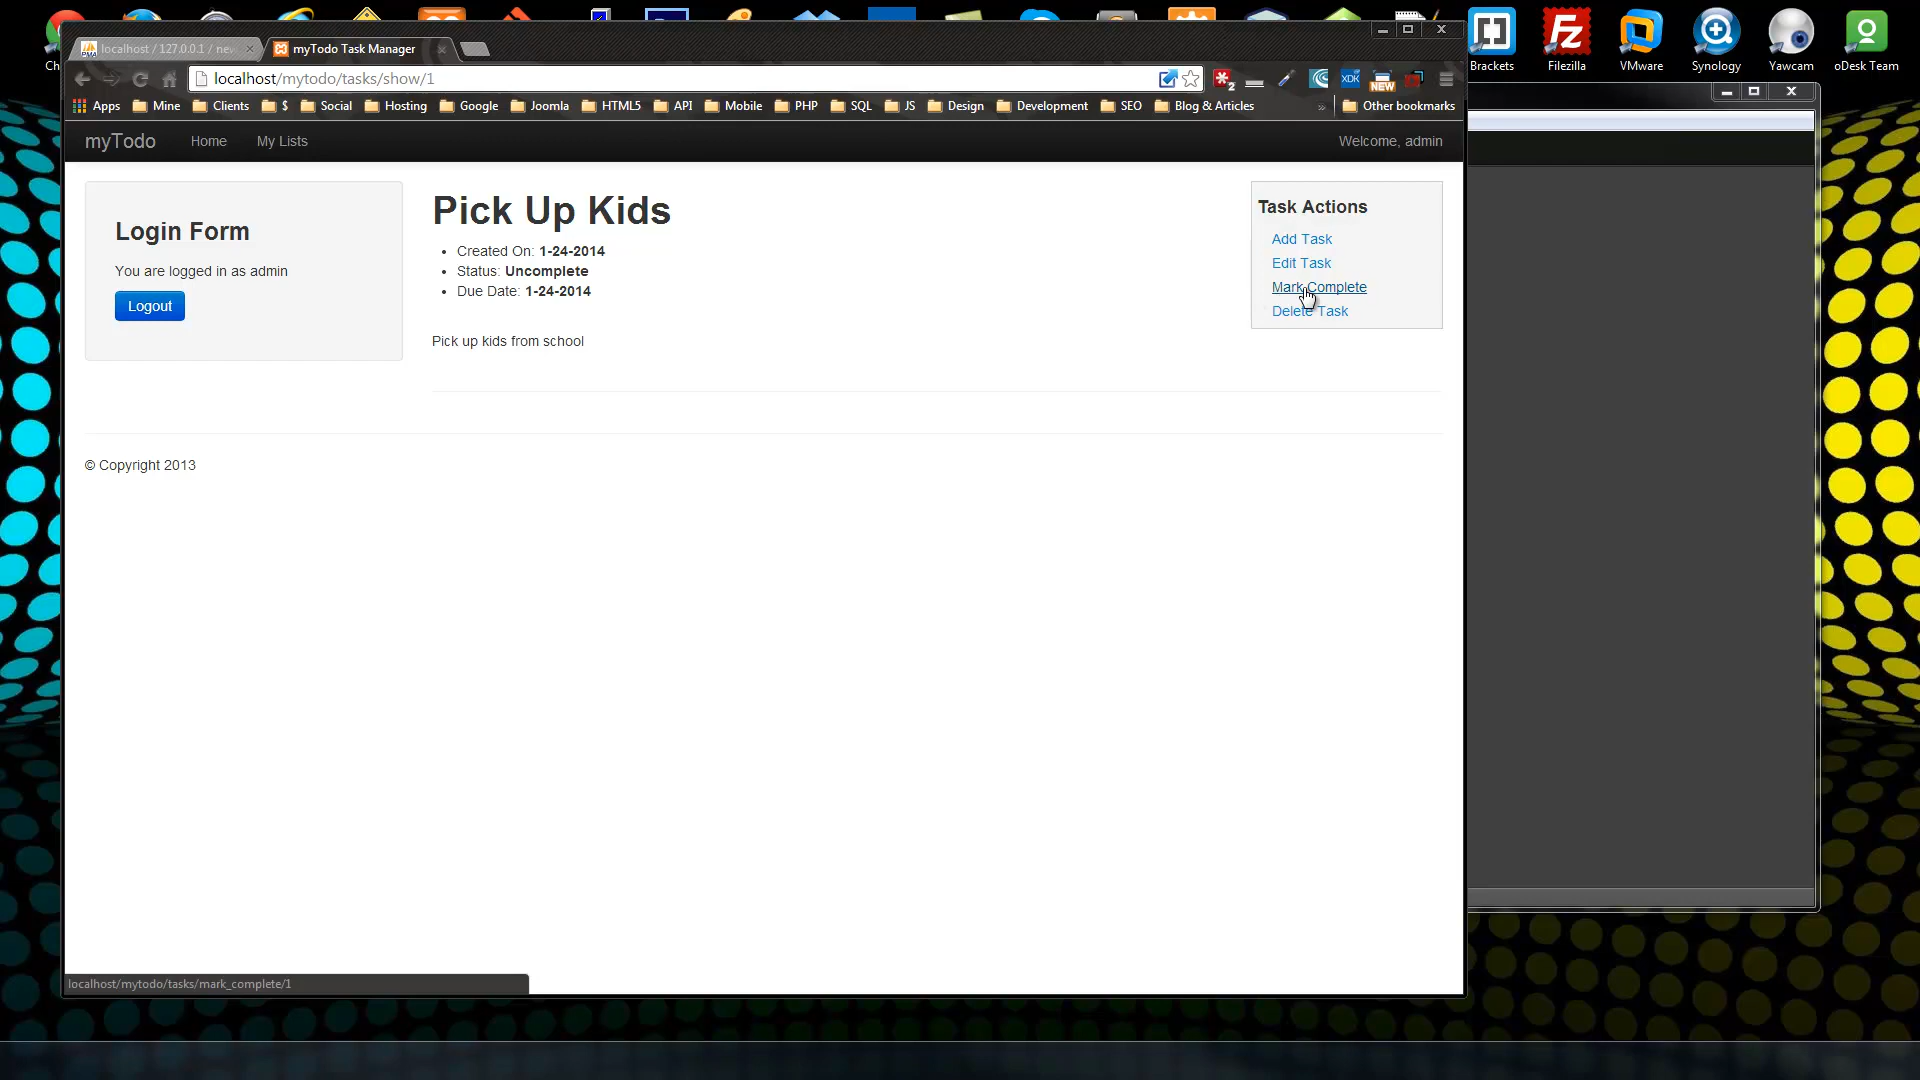 Brackets
Filezilla
VMware
Synology
Yawcam
oDesk Team
localhost / 127.0.0.1 / new
myTodo Task Manager
localhost/mytodo/tasks/show/1
2
XDK
NEW
Apps
Mine
Clients
$
Social
Hosting
Google
Joomla
HTML5
API
Mobile
PHP
SQL
JS
Design
Development
SEO
Blog & Articles
»
Other bookmarks
myTodo
Home
My Lists
Welcome, admin
Login Form
You are logged in as admin
Logout
Pick Up Kids
Created On: 1-24-2014
Status: Uncomplete
Due Date: 1-24-2014
Pick up kids from school
Task Actions
Add Task
Edit Task
Mark Complete
Delete Task
© Copyright 2013
localhost/mytodo/tasks/mark_complete/1